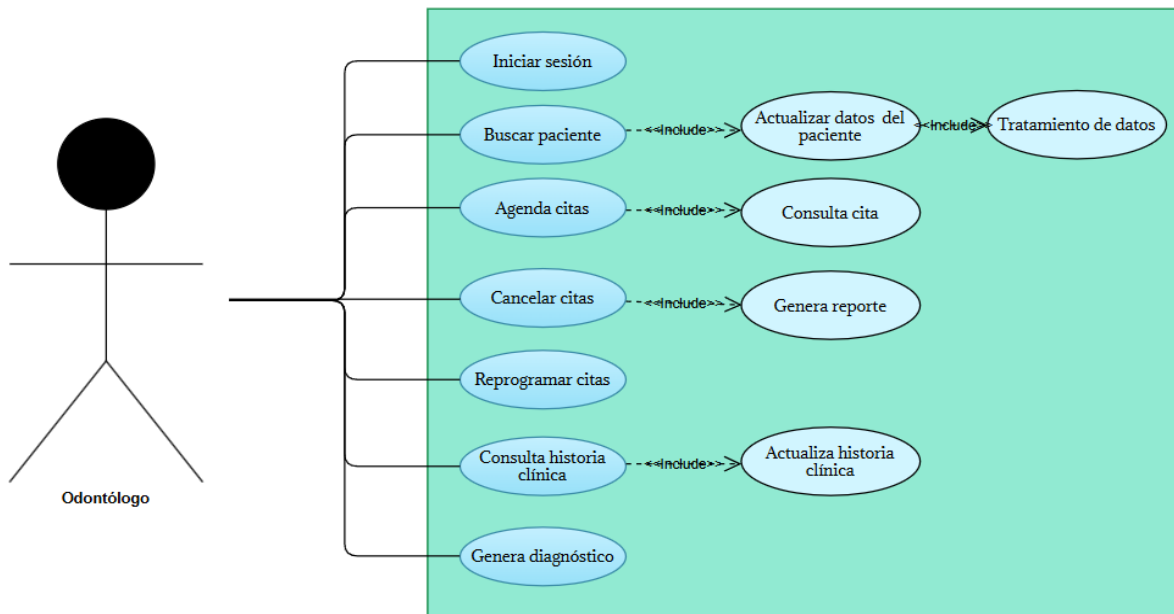 Iniciar sesión
Buscar paciente
<<Include>>
Actualizar datos del
paciente
<<Include>>
Tratamiento de datos
Agenda citas
<<Include>>
Consulta cita
Cancelar citas
<<Include>>
Genera reporte
Reprogramar citas
Consulta historia
clínica
<<Include>>
Actualiza historia
clínica
Genera diagnóstico
Odontólogo